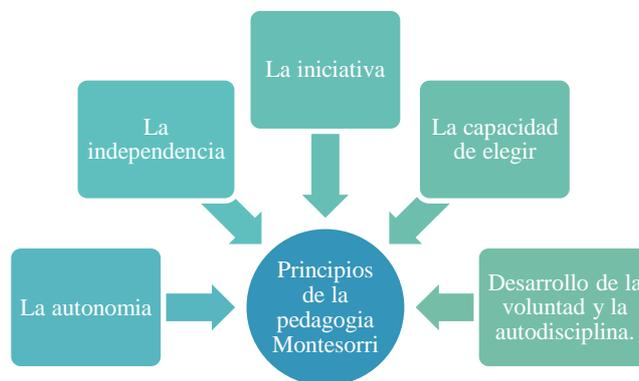 La iniciativa
La
independencia
La capacidad
de elegir
La autonomia
Principios
de la
pedagogia
Montesorri
Desarrollo de la
voluntad y la
autodisciplina.